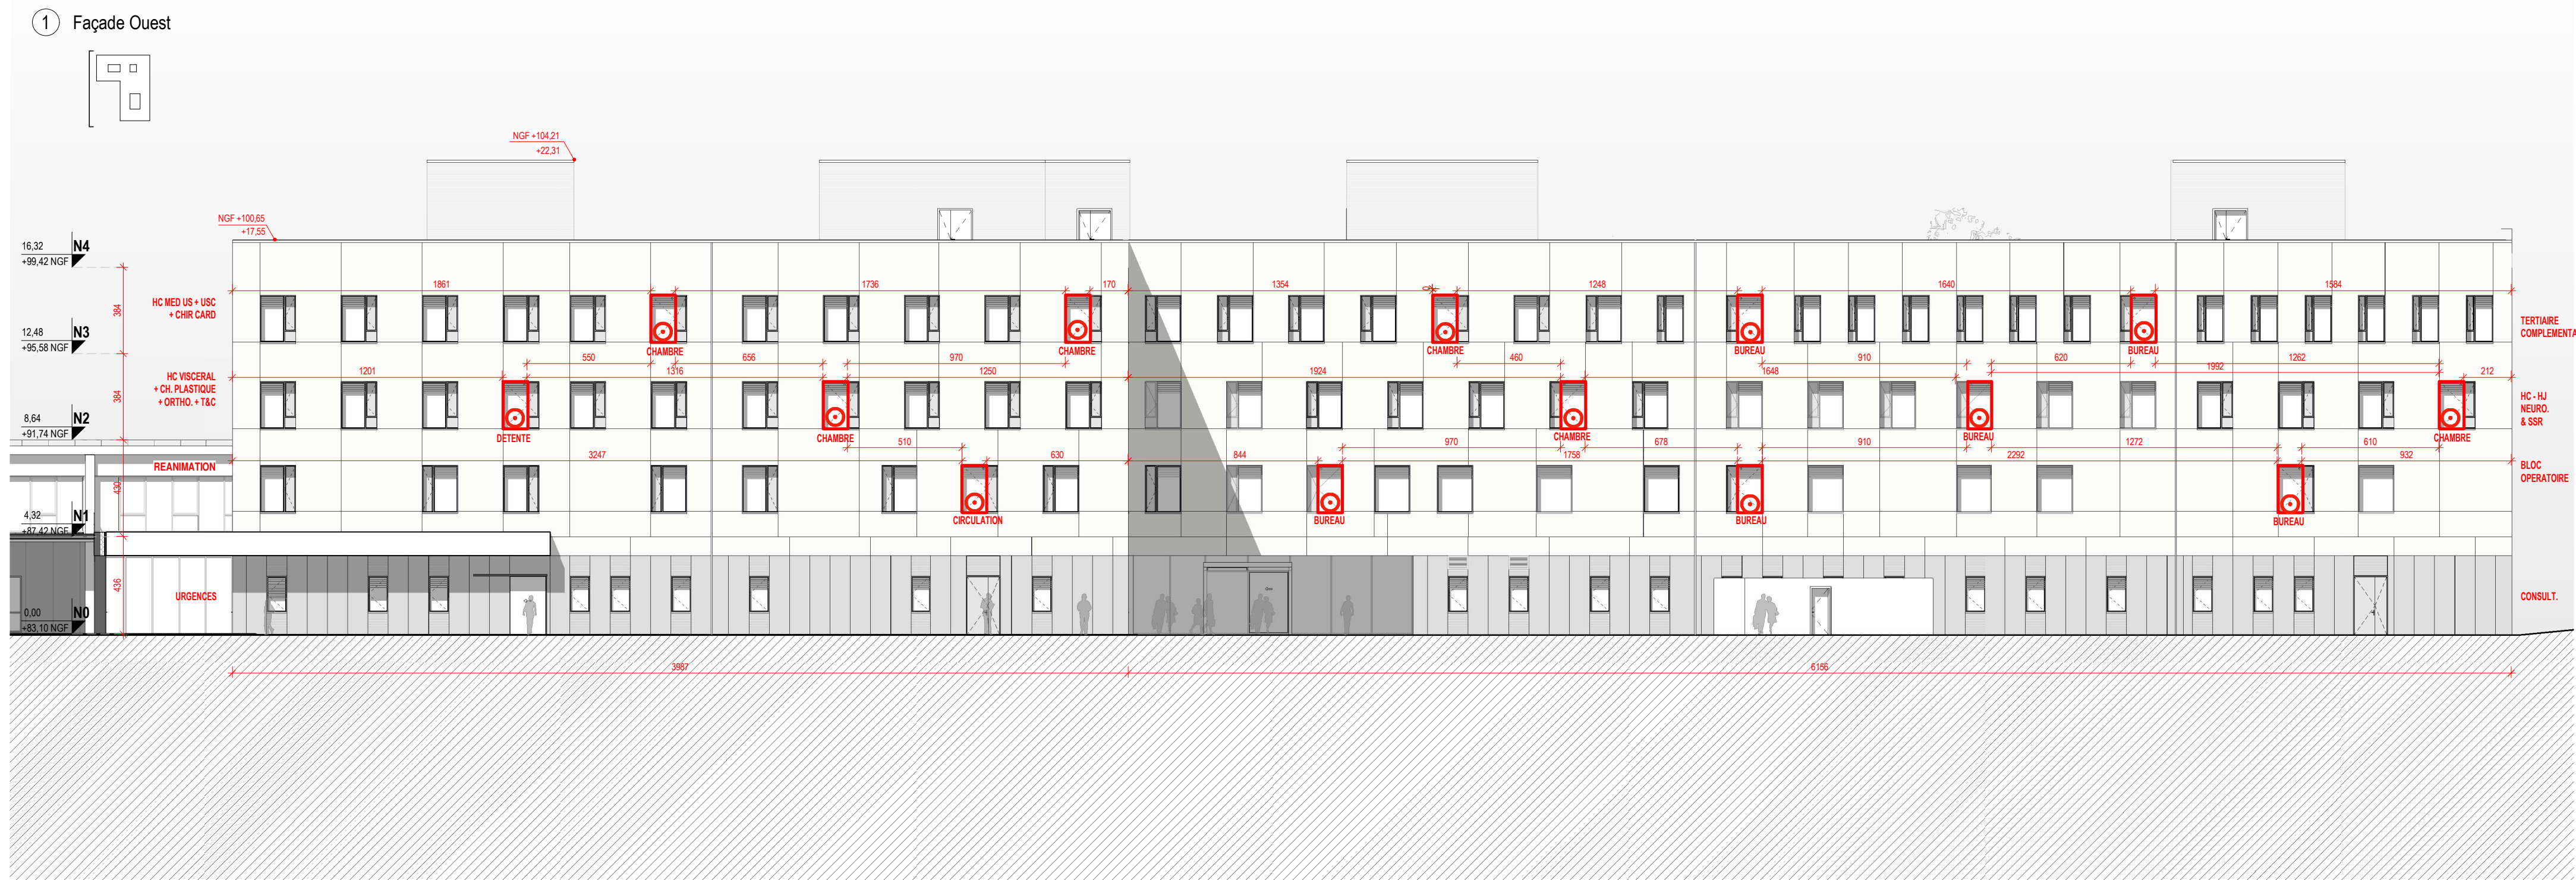 1 Façade Ouest
NGF +104,21
+22,31
NGF +100,65
+17,55
16,32 N4
+99,42 NGF
1861 1736 170 1354 1248 1640 1584
384
HC MED US + USC
+ CHIR CARD
12,48 N3
+95,58 NGF
TERTIAIRE
COMPLEMENTA
CHAMBRE CHAMBRE CHAMBRE BUREAU BUREAU
550 656 970 460 910 620 1262
1992
1201 1316 1250 1924 1648 212
384
HC VISCERAL
+ CH. PLASTIQUE
+ ORTHO. + T&C
HC - HJ
NEURO.
& SSR
8,64 N2
+91,74 NGF
DETENTE CHAMBRE CHAMBRE BUREAU CHAMBRE
510 970 678 910 1272 610
3247 630 844 1758 2292 932
REANIMATION
BLOC
OPERATOIRE
430
4,32 N1
+87,42 NGF
CIRCULATION BUREAU BUREAU BUREAU
436
URGENCES
CONSULT.
0,00 N0
+83,10 NGF
3987 6156